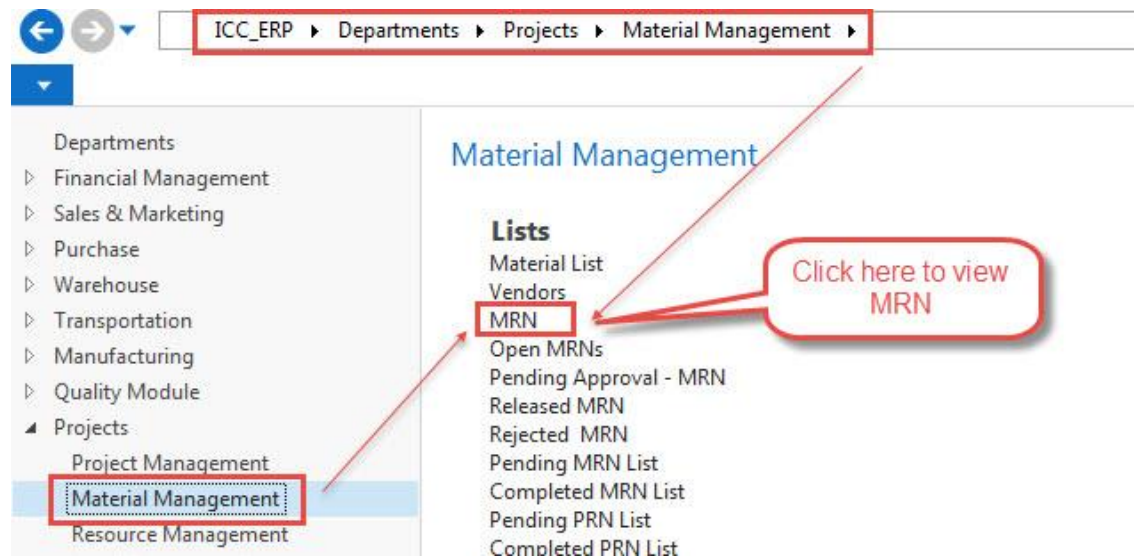 ICC_ERP ▸ Departments ▸ Projects ▸ Material Management ▸
Departments
Financial Management
Sales & Marketing
Purchase
Warehouse
Transportation
Manufacturing
Quality Module
Projects
Project Management
Material Management
Resource Management
Material Management
Lists
Material List
Vendors
MRN
Open MRNs
Pending Approval - MRN
Released MRN
Rejected MRN
Pending MRN List
Completed MRN List
Pending PRN List
Completed PRN List
Click here to view
MRN